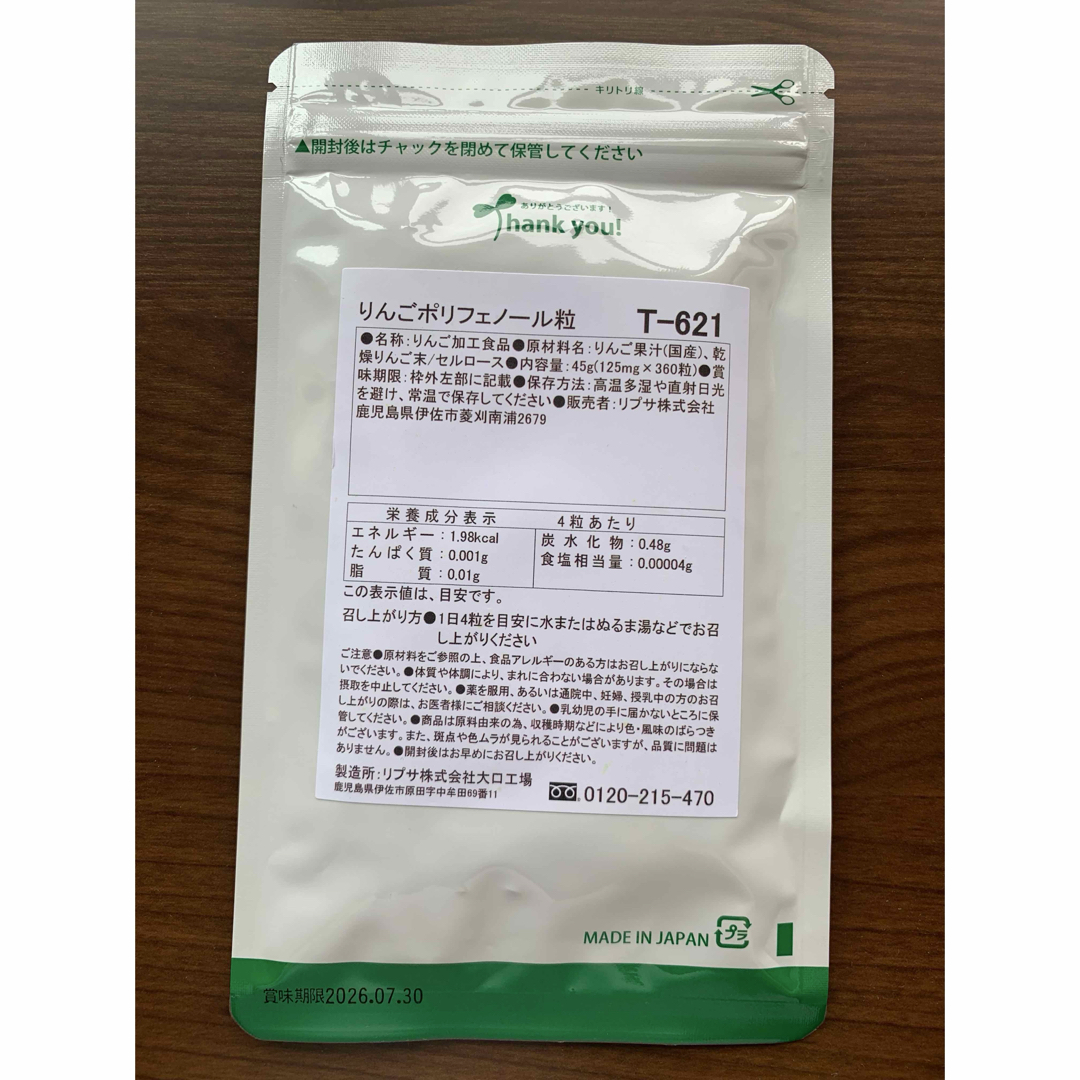 キリトリ線
▲開封後はチャックを閉めて保管してください
ありがとうございます!
Thank you!
りんごポリフェノール粒 T-621
●名称:りんご加工食品●原材料名:りんご果汁(国産)、乾
燥りんご末/セルロース●内容量:45g(125mg×360粒)●賞
味期限:枠外左部に記載●保存方法:高温多湿や直射日光
を避け、常温で保存してください●販売者:リプサ株式会社
鹿児島県伊佐市菱刈南浦2679
栄養成分表示 4粒あたり
エネルギー:1.98kcal 炭水化物:0.48g
たんぱく質:0.001g 食塩相当量:0.00004g
脂質:0.01g
この表示値は、目安です。
召し上がり方●1日4粒を目安に水またはぬるま湯などでお召
し上がりください
ご注意●原材料をご参照の上、食品アレルギーのある方はお召し上がりにならな
いでください。●体質や体調により、まれに合わない場合があります。その場合は
摂取を中止してください。●薬を服用、あるいは通院中、妊婦、授乳中の方のお召
し上がりの際は、お医者様にご相談ください。●乳幼児の手に届かないところに保
管してください。●商品は原料由来の為、収穫時期などにより色・風味のばらつき
がございます。また、斑点や色ムラが見られることがございますが、品質に問題は
ありません。●開封後はお早めにお召し上がりください。
製造所:リプサ株式会社大口工場
鹿児島県伊佐市原田字中牟田69番11 0120-215-470
MADE IN JAPAN プラ
賞味期限2026.07.30